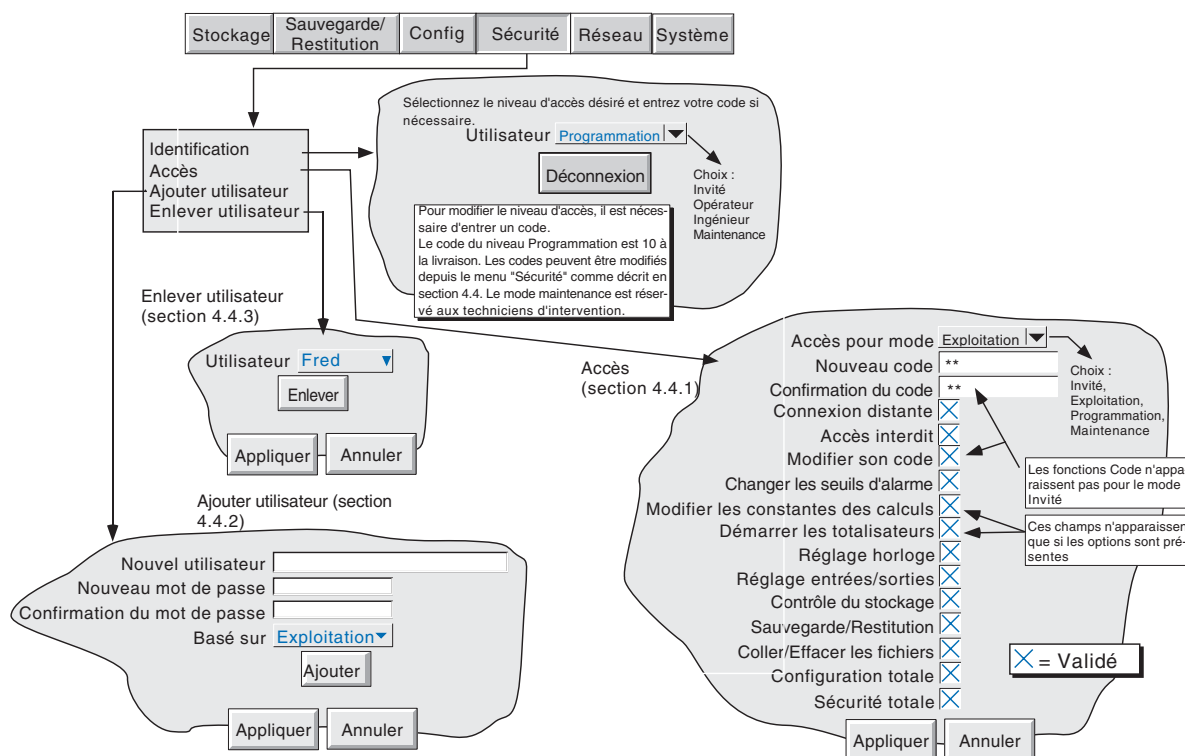 Stockage
Sauvegarde/
Restitution
Config
Sécurité
Réseau
Système
Identification
Accès
Ajouter utilisateur
Enlever utilisateur
Sélectionnez le niveau d'accès désiré et entrez votre code si
nécessaire.
Utilisateur Programmation
Déconnexion
Choix :
Invité
Opérateur
Ingénieur
Maintenance
Pour modifier le niveau d'accès, il est néces-
saire d'entrer un code.
Le code du niveau Programmation est 10 à
la livraison. Les codes peuvent être modifiés
depuis le menu "Sécurité" comme décrit en
section 4.4. Le mode maintenance est réser-
vé aux techniciens d'intervention.
Enlever utilisateur
(section 4.4.3)
Utilisateur Fred
Enlever
Appliquer
Annuler
Accès
(section 4.4.1)
Accès pour mode Exploitation
Nouveau code **
Confirmation du code **
Connexion distante
Accès interdit
Modifier son code
Changer les seuils d'alarme
Modifier les constantes des calculs
Démarrer les totalisateurs
Réglage horloge
Réglage entrées/sorties
Contrôle du stockage
Sauvegarde/Restitution
Coller/Effacer les fichiers
Configuration totale
Sécurité totale
Appliquer
Annuler
Choix :
Invité,
Exploitation,
Programmation,
Maintenance
Les fonctions Code n'appa-
raissent pas pour le mode
Invité
Ces champs n'apparaissen
que si les options sont pré-
sentes
= Validé
Ajouter utilisateur (section
4.4.2)
Nouvel utilisateur
Nouveau mot de passe
Confirmation du mot de passe
Basé sur Exploitation
Ajouter
Appliquer
Annuler